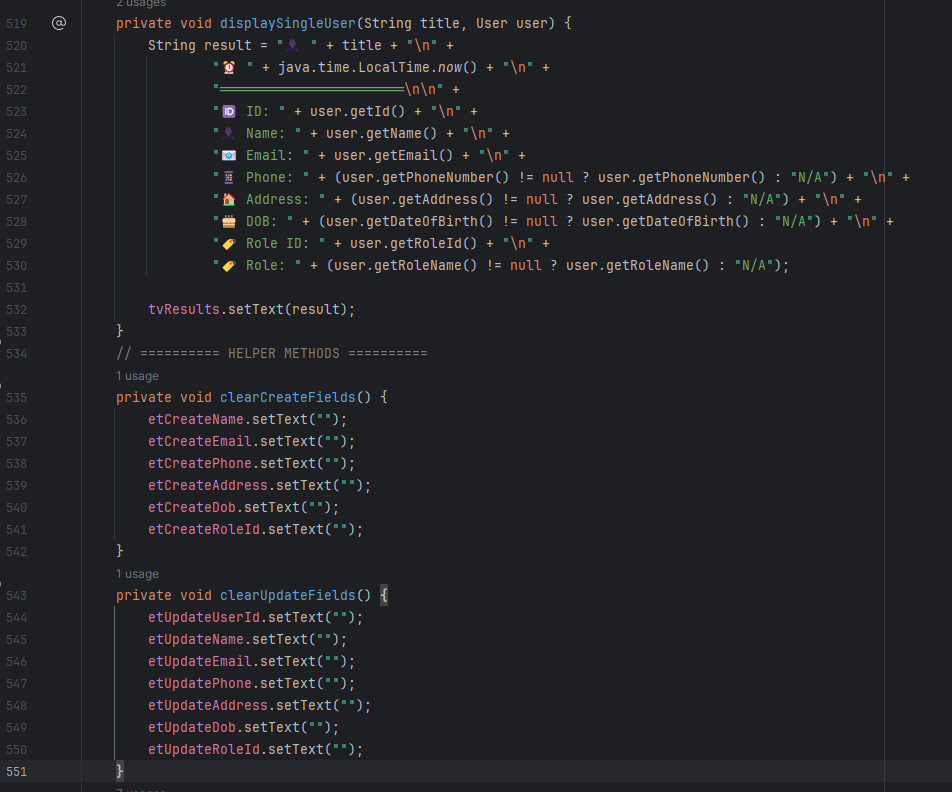 2 usages
519 @ private void displaySingleUser(String title, User user) {
520 String result = "👤 " + title + "\n" +
521 "⏰ " + java.time.LocalTime.now() + "\n" +
522 "═══════════════════════\n\n" +
523 "🆔 ID: " + user.getId() + "\n" +
524 "👤 Name: " + user.getName() + "\n" +
525 "📧 Email: " + user.getEmail() + "\n" +
526 "📱 Phone: " + (user.getPhoneNumber() != null ? user.getPhoneNumber() : "N/A") + "\n" +
527 "🏠 Address: " + (user.getAddress() != null ? user.getAddress() : "N/A") + "\n" +
528 "🎂 DOB: " + (user.getDateOfBirth() != null ? user.getDateOfBirth() : "N/A") + "\n" +
529 "🏷️ Role ID: " + user.getRoleId() + "\n" +
530 "🏷️ Role: " + (user.getRoleName() != null ? user.getRoleName() : "N/A");
531
532 tvResults.setText(result);
533 }
534 // ========== HELPER METHODS ==========
1 usage
535 private void clearCreateFields() {
536 etCreateName.setText("");
537 etCreateEmail.setText("");
538 etCreatePhone.setText("");
539 etCreateAddress.setText("");
540 etCreateDob.setText("");
541 etCreateRoleId.setText("");
542 }
1 usage
543 private void clearUpdateFields() {
544 etUpdateUserId.setText("");
545 etUpdateName.setText("");
546 etUpdateEmail.setText("");
547 etUpdatePhone.setText("");
548 etUpdateAddress.setText("");
549 etUpdateDob.setText("");
550 etUpdateRoleId.setText("");
551 }